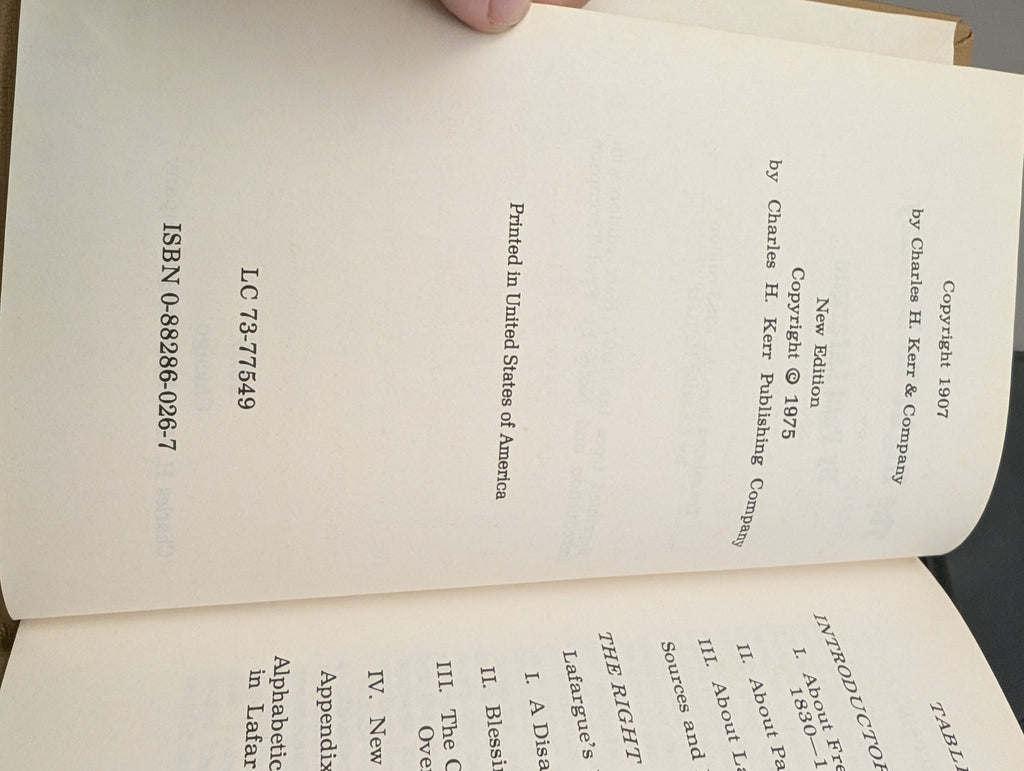 Copyright 1907
by Charles H. Kerr & Company
New Edition
Copyright © 1975
by Charles H. Kerr Publishing Company
Printed in United States of America
LC 73-77549
ISBN 0-88286-026-7
TABL
INTRODUCTOR
I. About Fre
1830—1
II. About Pa
III. About La
Sources and
THE RIGHT
Lafargue's
I. A Disa
II. Blessi
III. The C
Ove
IV. New
Appendix
Alphabetic
in Lafar